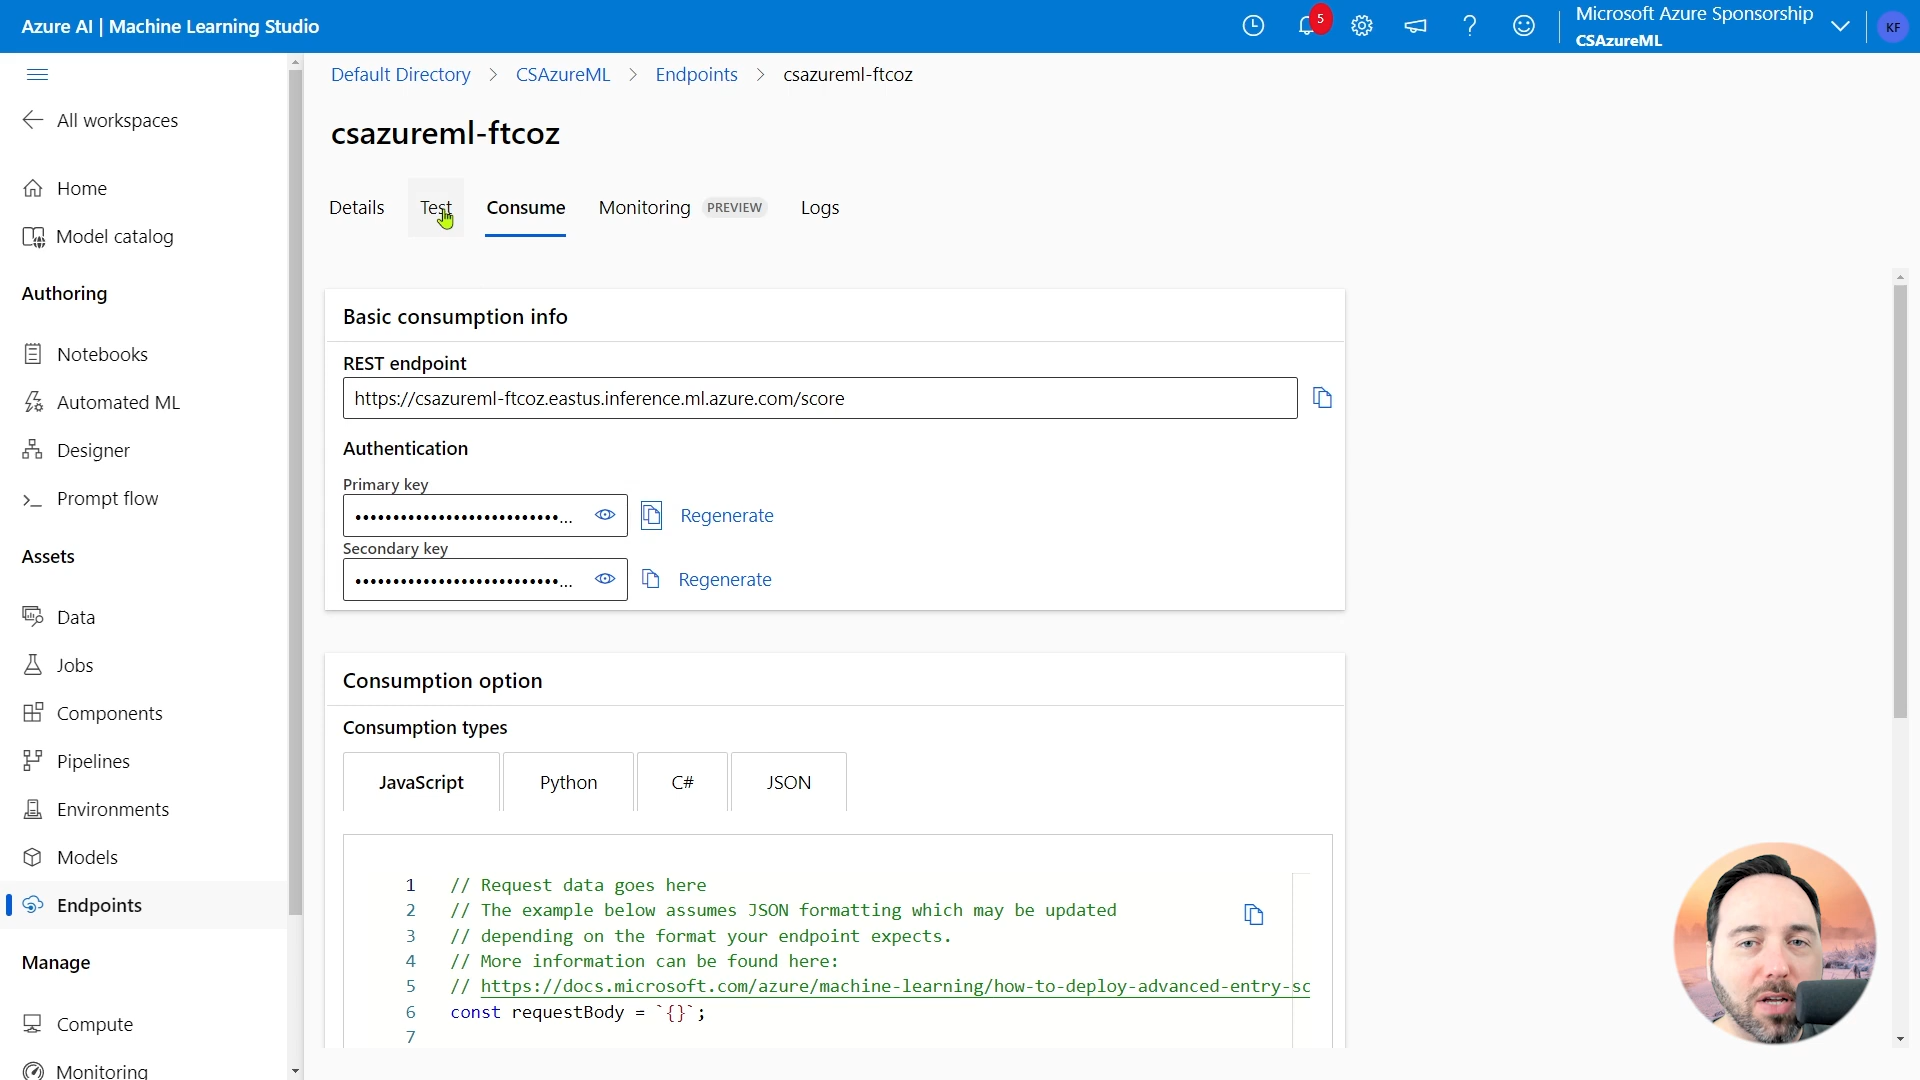 Azure AI | Machine Learning Studio
5
Microsoft Azure Sponsorship
CSAzureML
KF
All workspaces
Home
Model catalog
Authoring
Notebooks
Automated ML
Designer
Prompt flow
Assets
Data
Jobs
Components
Pipelines
Environments
Models
Endpoints
Manage
Compute
Monitoring
Default Directory > CSAzureML > Endpoints > csazureml-ftcoz
csazureml-ftcoz
Details Test Consume Monitoring PREVIEW Logs
Basic consumption info
REST endpoint
https://csazureml-ftcoz.eastus.inference.ml.azure.com/score
Authentication
Primary key
Regenerate
Secondary key
Regenerate
Consumption option
Consumption types
JavaScript Python C# JSON
1 // Request data goes here
2 // The example below assumes JSON formatting which may be updated
3 // depending on the format your endpoint expects.
4 // More information can be found here:
5 // https://docs.microsoft.com/azure/machine-learning/how-to-deploy-advanced-entry-sc
6 const requestBody = `{}`;
7